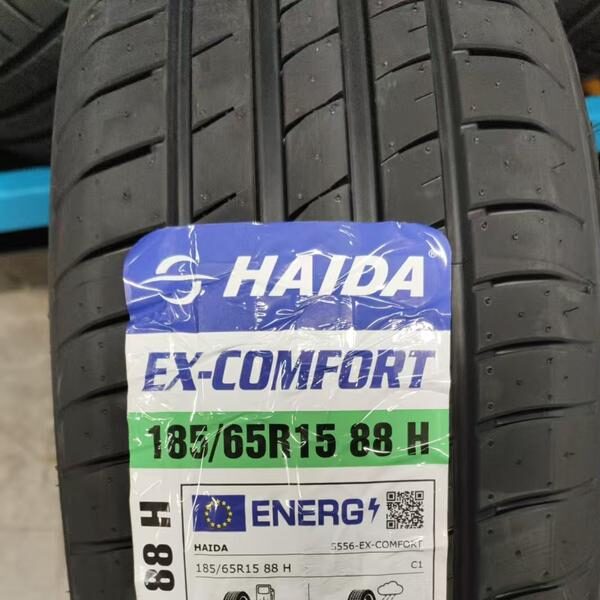 HAIDA
EX-COMFORT
185/65R15 88 H
ENERG
HAIDA
5556-EX-COMFORT
185/65R15 88 H
C1
88 H